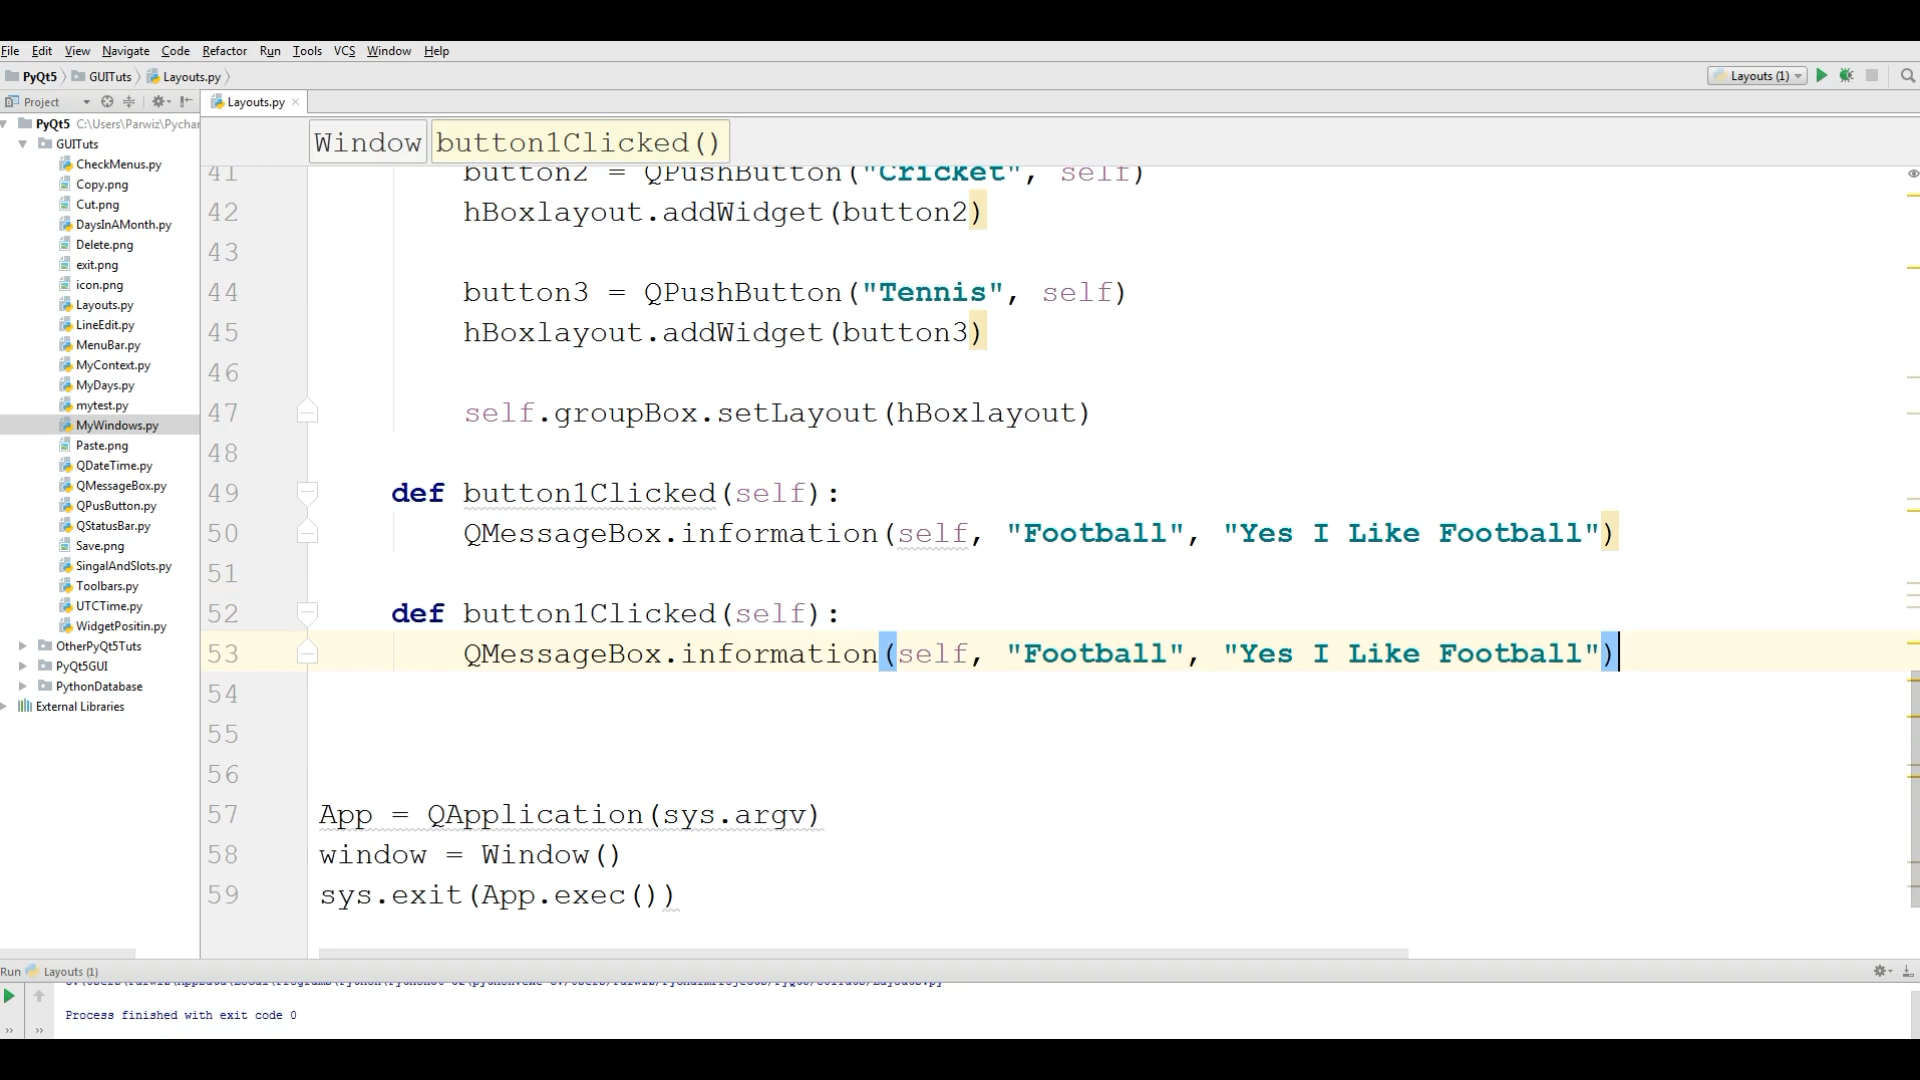 File Edit View Navigate Code Refactor Run Tools VCS Window Help
PyQt5 GUITuts Layouts.py Layouts (1)
Project Layouts.py
PyQt5 C:\Users\Parwiz\Pychar
Window button1Clicked()
GUITuts
CheckMenus.py
Copy.png
Cut.png
DaysInAMonth.py
Delete.png
exit.png
icon.png
Layouts.py
LineEdit.py
MenuBar.py
MyContext.py
MyDays.py
mytest.py
MyWindows.py
Paste.png
QDateTime.py
QMessageBox.py
QPusButton.py
QStatusBar.py
Save.png
SingalAndSlots.py
Toolbars.py
UTCTime.py
WidgetPositin.py
OtherPyQt5Tuts
PyQt5GUI
PythonDatabase
External Libraries
41 button2 = QPushButton("Cricket", self)
42 hBoxlayout.addWidget(button2)
43
44 button3 = QPushButton("Tennis", self)
45 hBoxlayout.addWidget(button3)
46
47 self.groupBox.setLayout(hBoxlayout)
48
49 def button1Clicked(self):
50 QMessageBox.information(self, "Football", "Yes I Like Football")
51
52 def button1Clicked(self):
53 QMessageBox.information(self, "Football", "Yes I Like Football")
54
55
56
57 App = QApplication(sys.argv)
58 window = Window()
59 sys.exit(App.exec())
Run Layouts (1)
Process finished with exit code 0